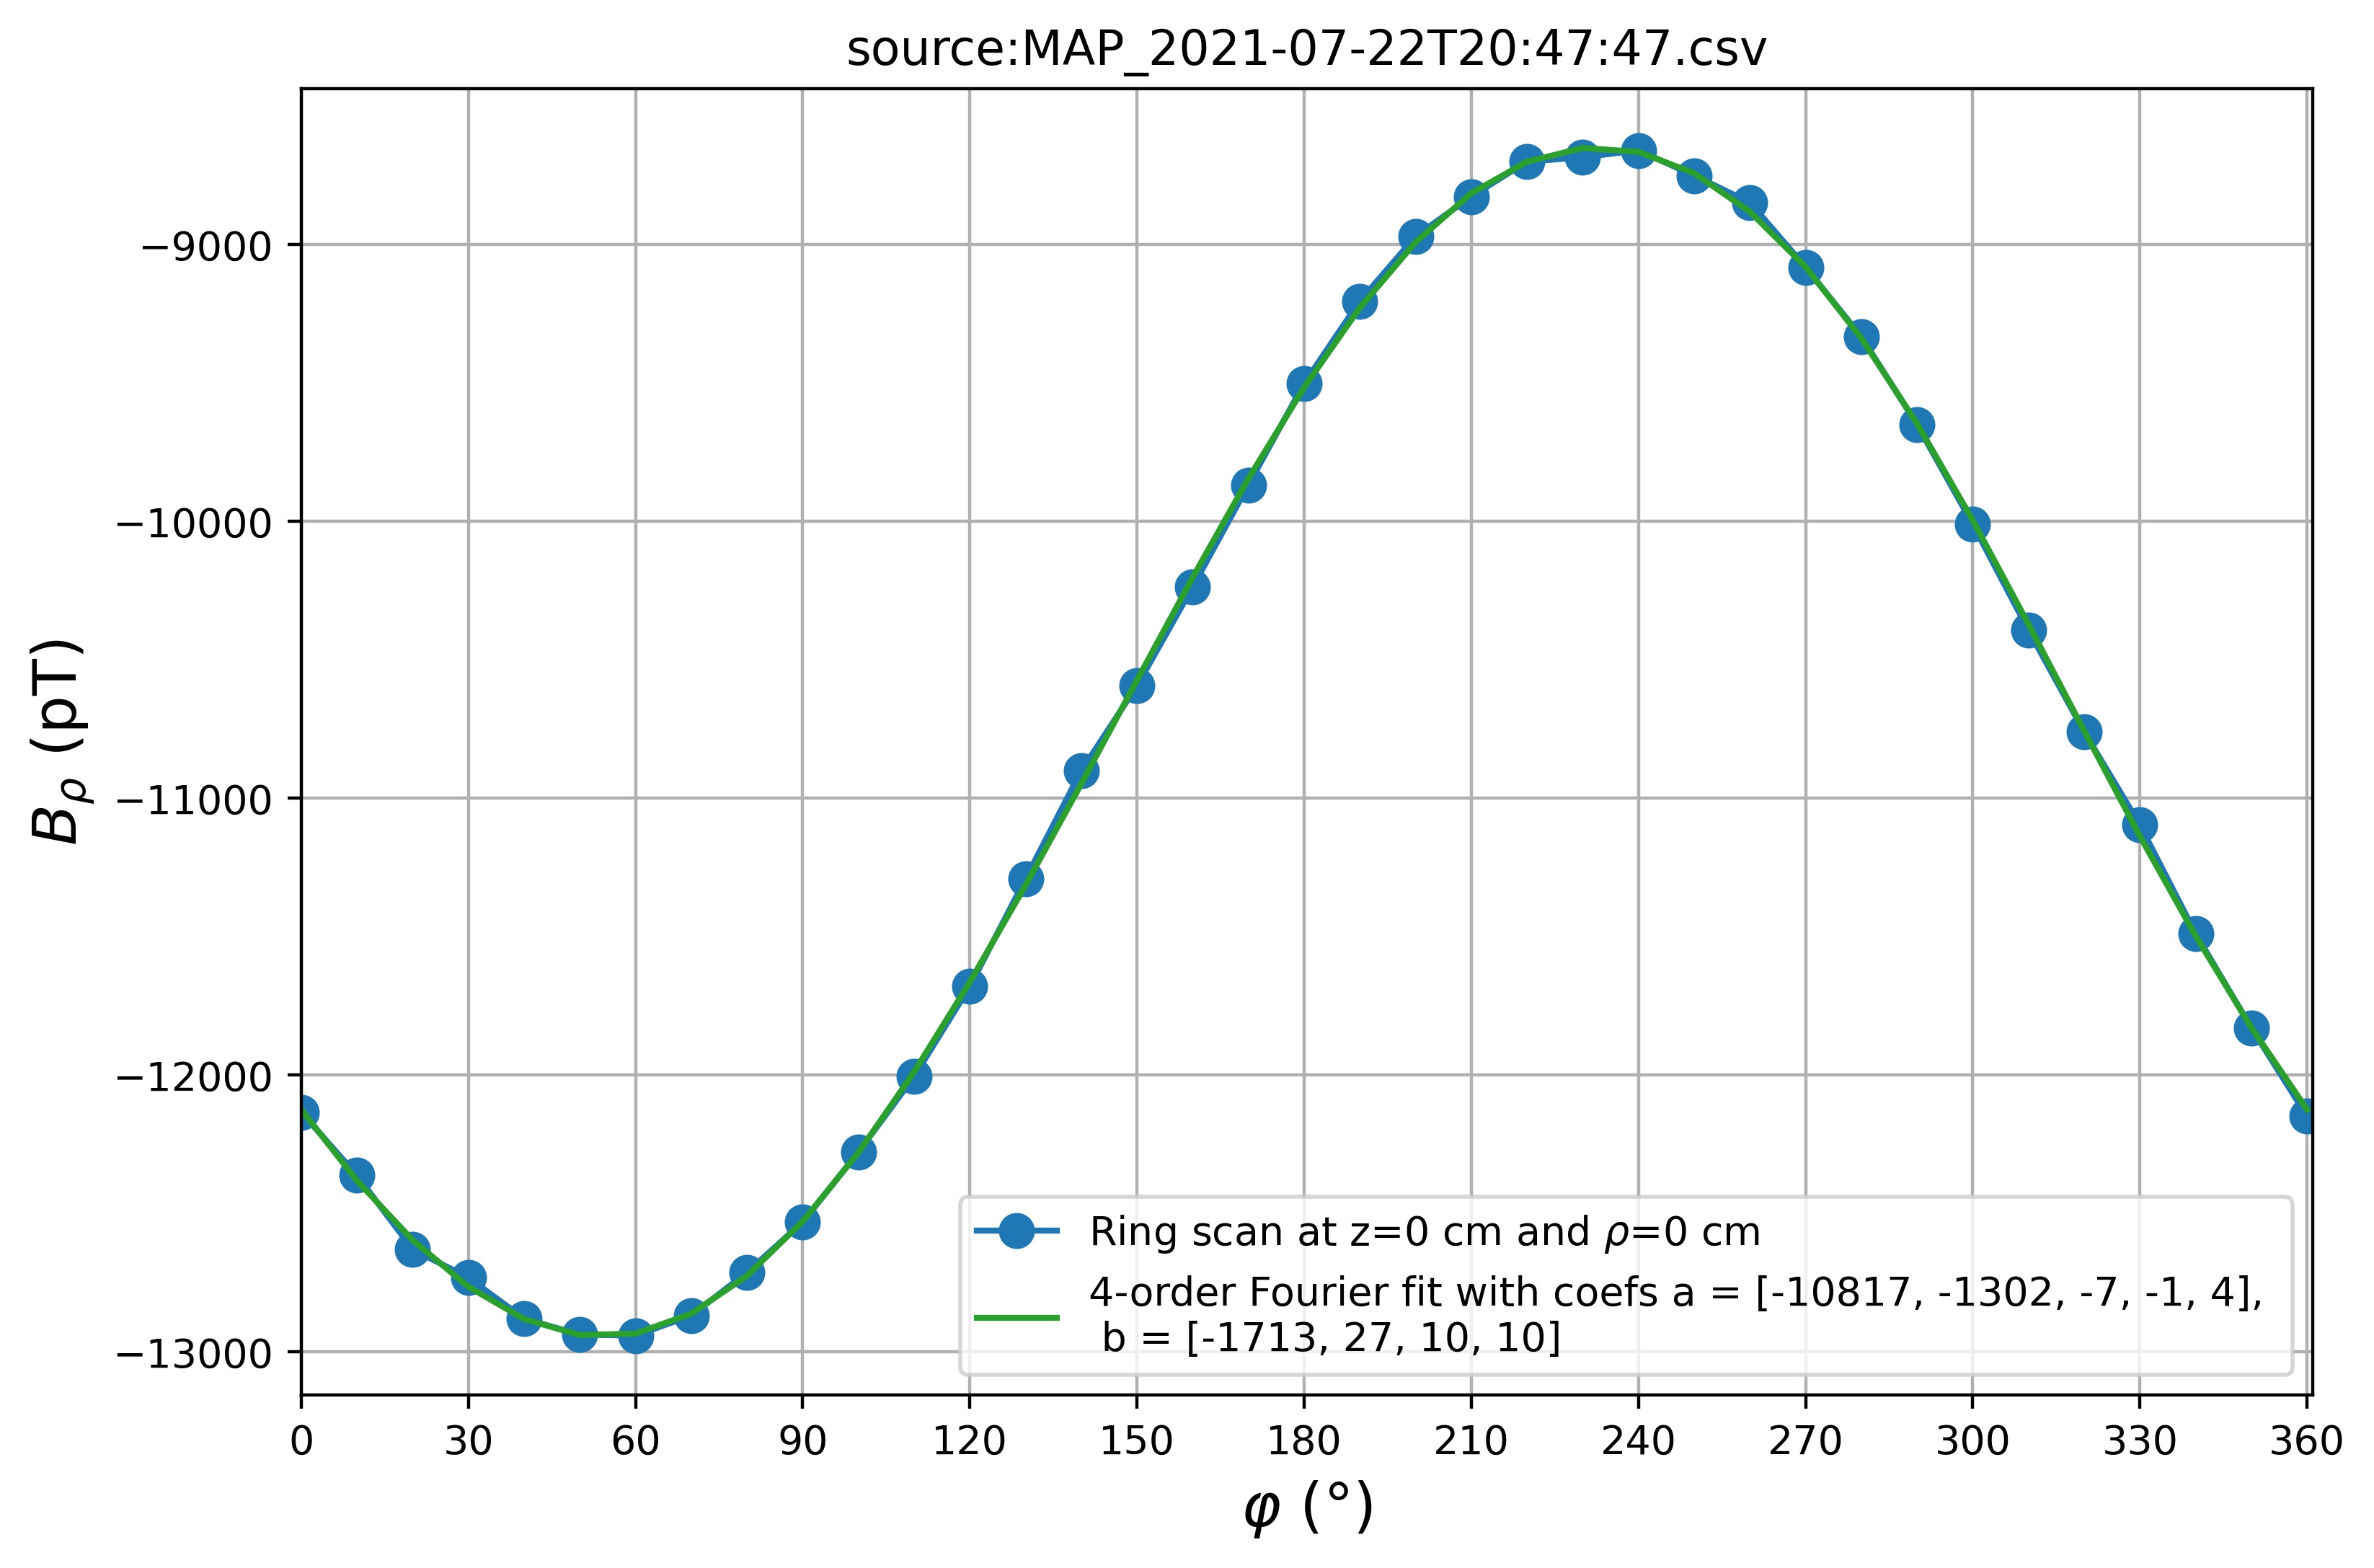 source:MAP_2021-07-22T20:47:47.csv
B_ρ (pT)
−9000
−10000
−11000
−12000
−13000
Ring scan at z=0 cm and ρ=0 cm
4-order Fourier fit with coefs a = [-10817, -1302, -7, -1, 4],
b = [-1713, 27, 10, 10]
0 30 60 90 120 150 180 210 240 270 300 330 360
φ (°)